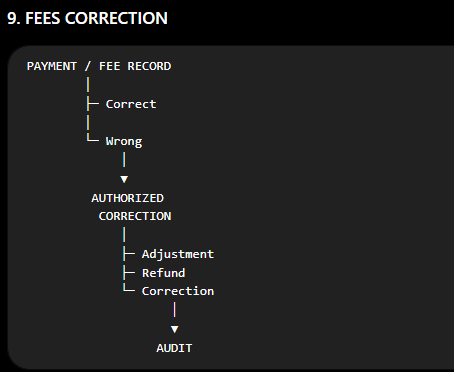 9. FEES CORRECTION
PAYMENT / FEE RECORD
Correct
Wrong
AUTHORIZED
CORRECTION
Adjustment
Refund
Correction
AUDIT